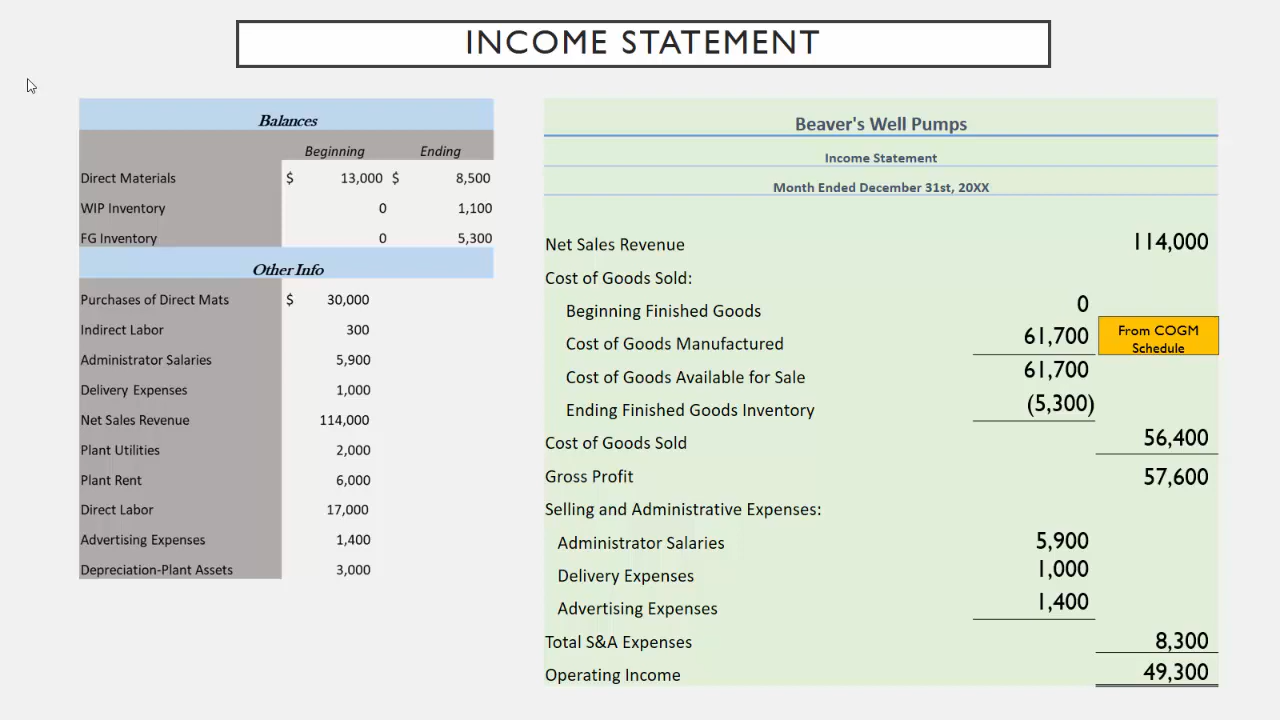 INCOME STATEMENT
Balances
Beginning Ending
Direct Materials $ 13,000 $ 8,500
WIP Inventory 0 1,100
FG Inventory 0 5,300
Other Info
Purchases of Direct Mats $ 30,000
Indirect Labor 300
Administrator Salaries 5,900
Delivery Expenses 1,000
Net Sales Revenue 114,000
Plant Utilities 2,000
Plant Rent 6,000
Direct Labor 17,000
Advertising Expenses 1,400
Depreciation-Plant Assets 3,000
Beaver's Well Pumps
Income Statement
Month Ended December 31st, 20XX
Net Sales Revenue 114,000
Cost of Goods Sold:
Beginning Finished Goods 0
Cost of Goods Manufactured 61,700
From COGM
Schedule
Cost of Goods Available for Sale 61,700
Ending Finished Goods Inventory (5,300)
Cost of Goods Sold 56,400
Gross Profit 57,600
Selling and Administrative Expenses:
Administrator Salaries 5,900
Delivery Expenses 1,000
Advertising Expenses 1,400
Total S&A Expenses 8,300
Operating Income 49,300